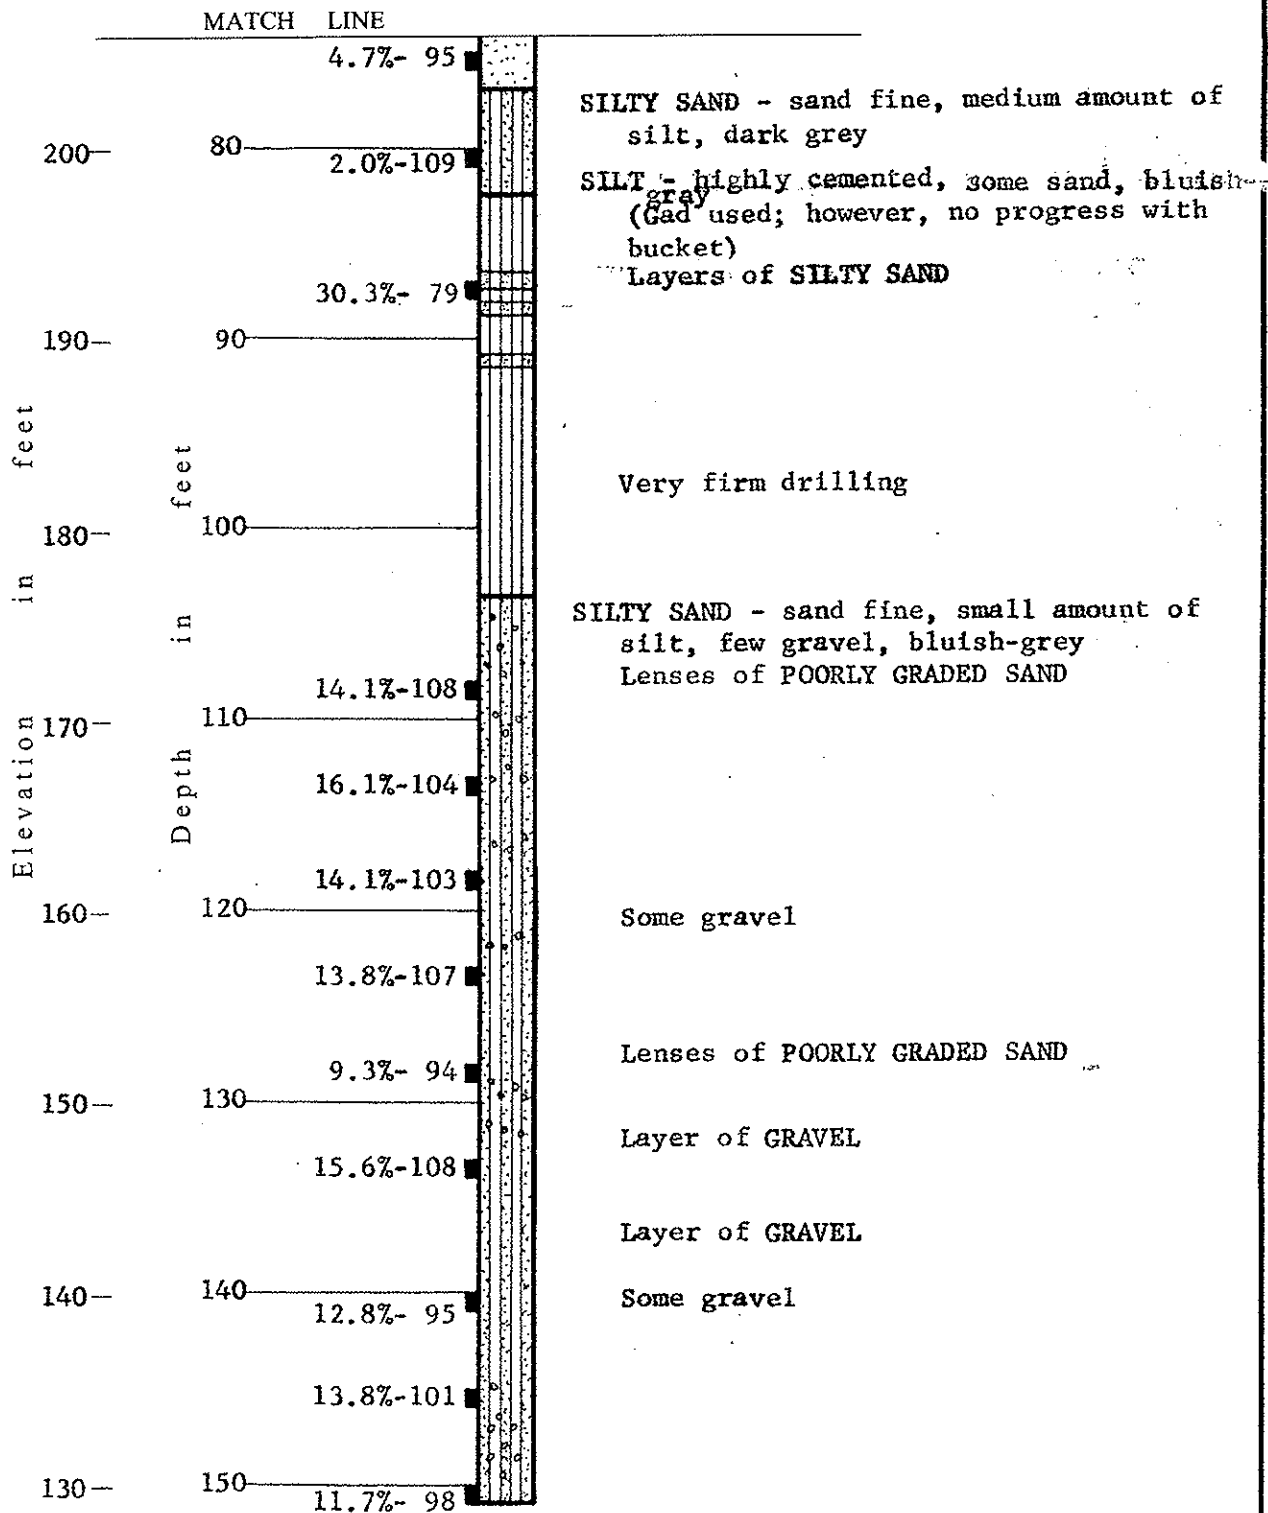 MATCH LINE
4.7%- 95
SILTY SAND - sand fine, medium amount of
silt, dark grey
200— 80
2.0%-109
SILT - highly cemented, some sand, bluish-
gray
(Gad used; however, no progress with
bucket)
Layers of SILTY SAND
30.3%- 79
190— 90
Very firm drilling
180— 100
SILTY SAND - sand fine, small amount of
silt, few gravel, bluish-grey
Lenses of POORLY GRADED SAND
14.1%-108
170— 110
16.1%-104
14.1%-103
160— 120 Some gravel
13.8%-107
Lenses of POORLY GRADED SAND
9.3%- 94
150— 130
Layer of GRAVEL
15.6%-108
Layer of GRAVEL
140— 140 Some gravel
12.8%- 95
13.8%-101
130— 150
11.7%- 98
Elevation in feet
Depth in feet